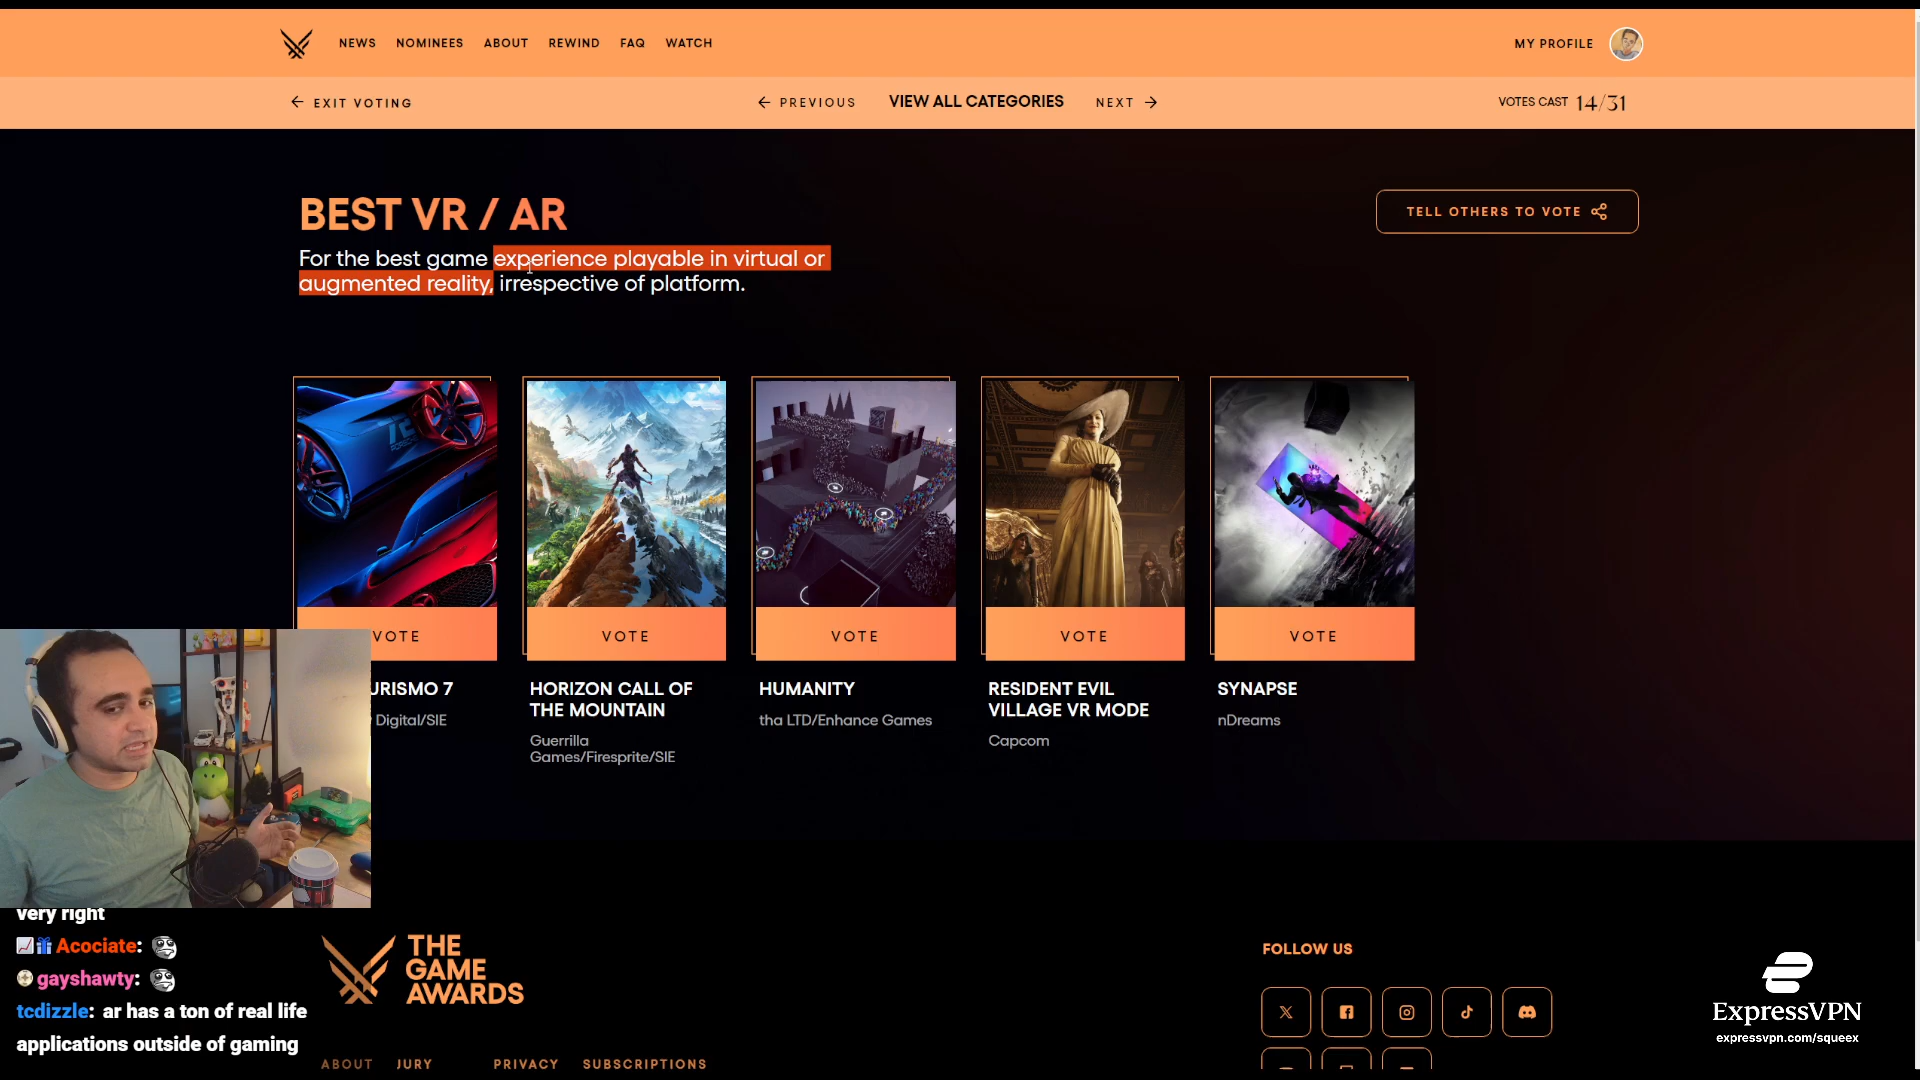 NEWS NOMINEES ABOUT REWIND FAQ WATCH
MY PROFILE
EXIT VOTING
PREVIOUS VIEW ALL CATEGORIES NEXT
VOTES CAST 14/31
BEST VR / AR
TELL OTHERS TO VOTE
For the best game experience playable in virtual or
augmented reality, irrespective of platform.
VOTE
VOTE
VOTE
VOTE
VOTE
URISMO 7
Digital/SIE
HORIZON CALL OF
THE MOUNTAIN
Guerrilla
Games/Firesprite/SIE
HUMANITY
tha LTD/Enhance Games
RESIDENT EVIL
VILLAGE VR MODE
Capcom
SYNAPSE
nDreams
very right
Acociate:
gayshawty:
tcdizzle: ar has a ton of real life
applications outside of gaming
THE
GAME
AWARDS
FOLLOW US
ExpressVPN
expressvpn.com/squeex
ABOUT JURY PRIVACY SUBSCRIPTIONS